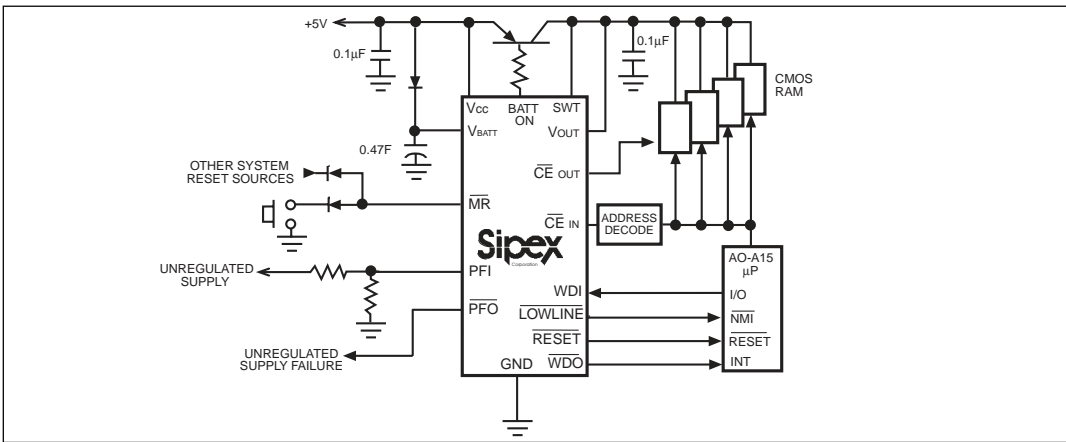 +5V
0.1µF
0.1µF
CMOS
RAM
VCC
BATT
ON
SWT
VBATT
VOUT
0.47F
OTHER SYSTEM
RESET SOURCES
CE OUT
MR
CE IN
ADDRESS
DECODE
Sipex
Corporation
AO-A15
µP
UNREGULATED
SUPPLY
PFI
WDI
I/O
PFO
LOWLINE
NMI
RESET
RESET
UNREGULATED
SUPPLY FAILURE
GND
WDO
INT